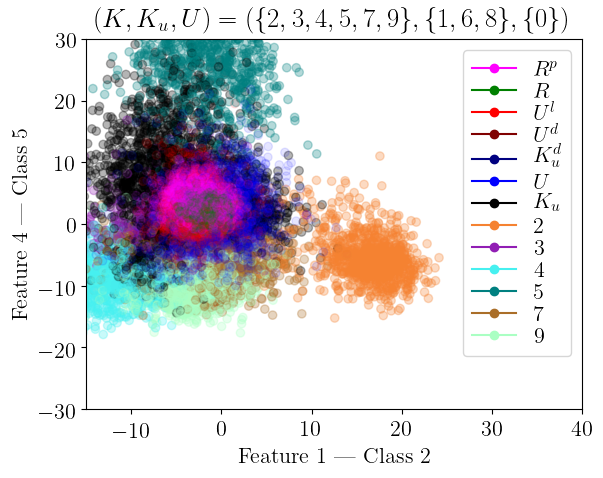 (K, K_u, U) = ({2, 3, 4, 5, 7, 9}, {1, 6, 8}, {0})
Feature 4 — Class 5
30
20
10
0
−10
−20
−30
−10
0
10
20
30
40
Feature 1 — Class 2
R^p
R
U^l
U^d
K_u^d
U
K_u
2
3
4
5
7
9